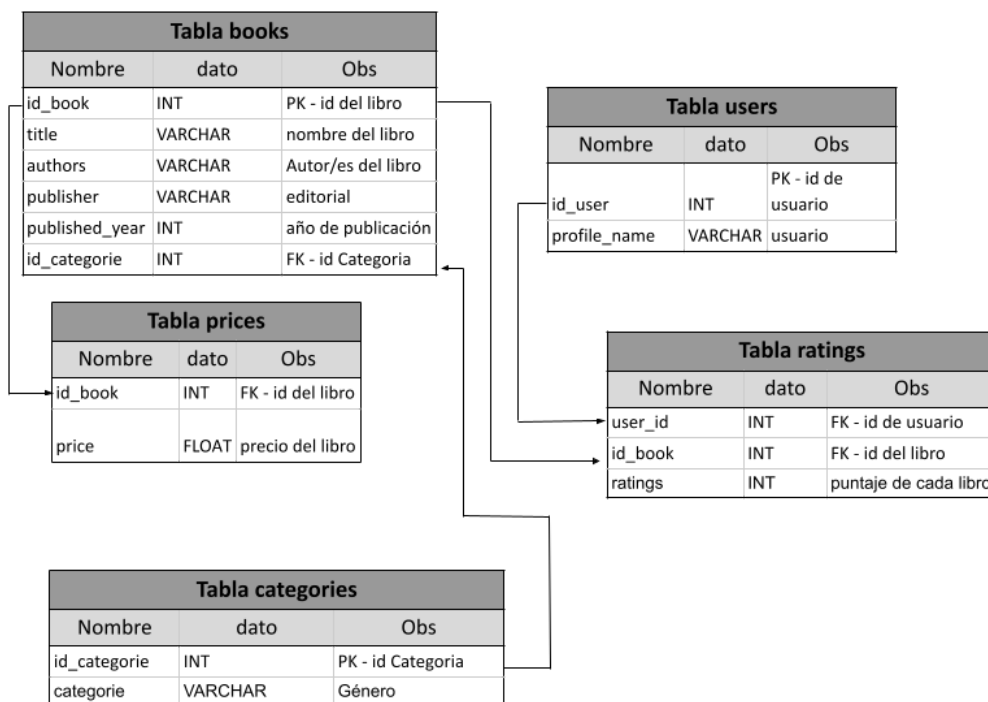 Tabla books
Nombre dato Obs
id_book INT PK - id del libro
title VARCHAR nombre del libro
authors VARCHAR Autor/es del libro
publisher VARCHAR editorial
published_year INT año de publicación
id_categorie INT FK - id Categoria
Tabla users
Nombre dato Obs
PK - id de
id_user INT usuario
profile_name VARCHAR usuario
Tabla prices
Nombre dato Obs
id_book INT FK - id del libro
price FLOAT precio del libro
Tabla ratings
Nombre dato Obs
user_id INT FK - id de usuario
id_book INT FK - id del libro
ratings INT puntaje de cada libro
Tabla categories
Nombre dato Obs
id_categorie INT PK - id Categoria
categorie VARCHAR Género